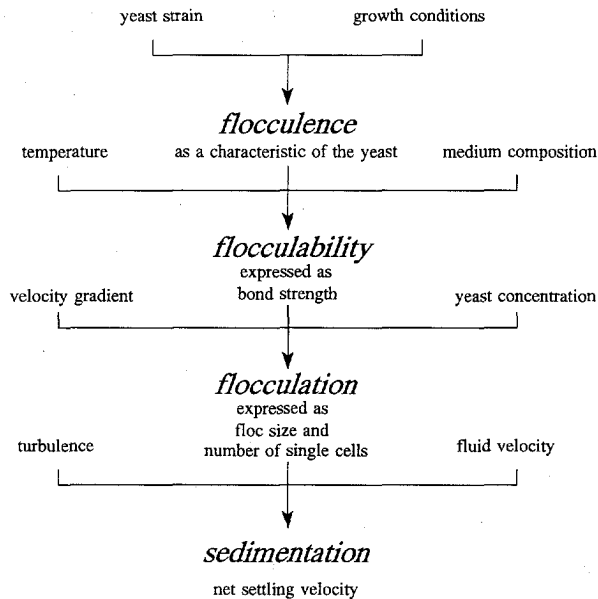 yeast strain growth conditions
flocculence
temperature as a characteristic of the yeast medium composition
flocculability
expressed as
velocity gradient bond strength yeast concentration
flocculation
expressed as
floc size and
turbulence number of single cells fluid velocity
sedimentation
net settling velocity